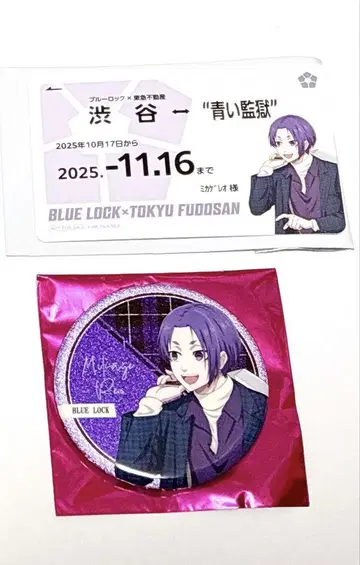 ブルーロック×東急不動産
渋谷 ↔ “青い監獄”
2025年10月17日から
2025.-11.16まで
ミカゲ レオ 様
BLUE LOCK×TOKYU FUDOSAN
Mikage
Reo
BLUE LOCK